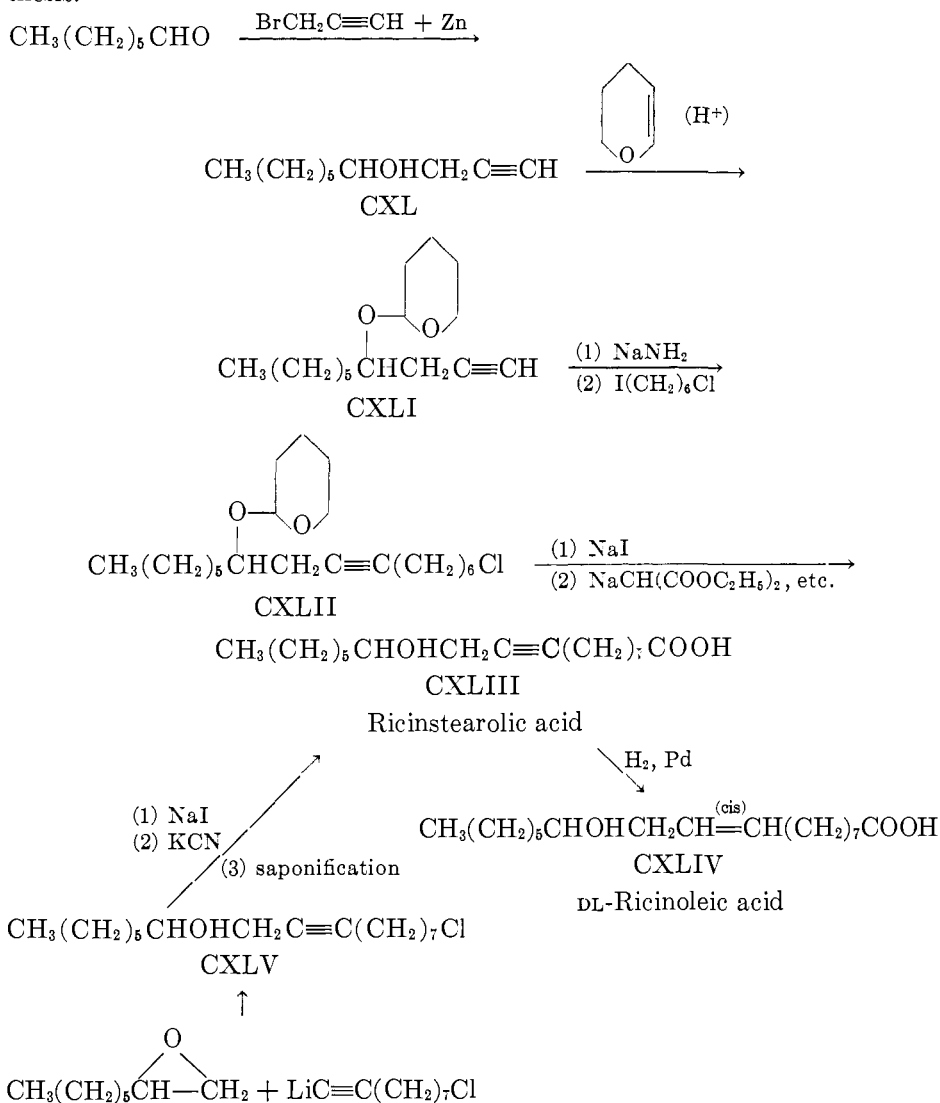 CH₃(CH₂)₅CHO
BrCH₂C≡CH + Zn
O
(H⁺)
CH₃(CH₂)₅CHOHCH₂C≡CH
CXL
O
O
CH₃(CH₂)₅CHCH₂C≡CH
(1) NaNH₂
(2) I(CH₂)₆Cl
CXLI
O
O
CH₃(CH₂)₅CHCH₂C≡C(CH₂)₆Cl
(1) NaI
(2) NaCH(COOC₂H₅)₂, etc.
CXLII
CH₃(CH₂)₅CHOHCH₂C≡C(CH₂)₇COOH
CXLIII
Ricinstearolic acid
H₂, Pd
(1) NaI
(2) KCN
(3) saponification
(cis)
CH₃(CH₂)₅CHOHCH₂CH=CH(CH₂)₇COOH
CXLIV
DL-Ricinoleic acid
CH₃(CH₂)₅CHOHCH₂C≡C(CH₂)₇Cl
CXLV
↑
O
CH₃(CH₂)₅CH—CH₂ + LiC≡C(CH₂)₇Cl